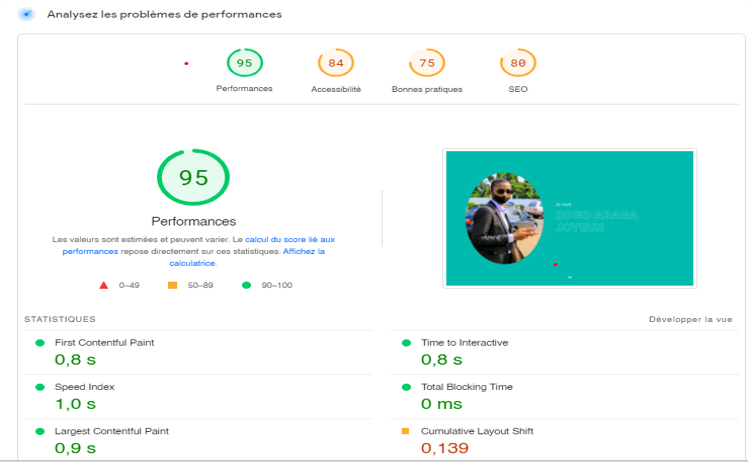 Analysez les problèmes de performances
95 84 75 80
Performances Accessibilité Bonnes pratiques SEO
95
Performances
Les valeurs sont estimées et peuvent varier. Le calcul du score lié aux
performances repose directement sur ces statistiques. Affichez la
calculatrice.
0–49 50–89 90–100
Je suis
ZOGO ABAGA
JOYEUX
STATISTIQUES Développer la vue
First Contentful Paint
0,8 s
Time to Interactive
0,8 s
Speed Index
1,0 s
Total Blocking Time
0 ms
Largest Contentful Paint
0,9 s
Cumulative Layout Shift
0,139